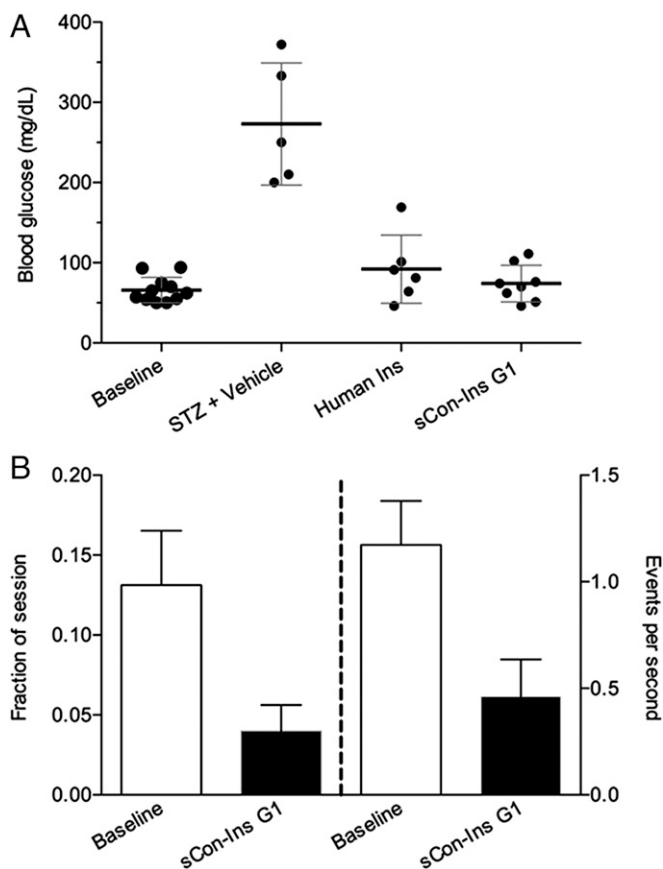 A
Blood glucose (mg/dL)
400
300
200
100
0
Baseline
STZ + Vehicle
Human Ins
sCon-Ins G1
B
Fraction of session
0.20
0.15
0.10
0.05
0.00
Baseline
sCon-Ins G1
Baseline
sCon-Ins G1
1.5
1.0
0.5
0.0
Events per second